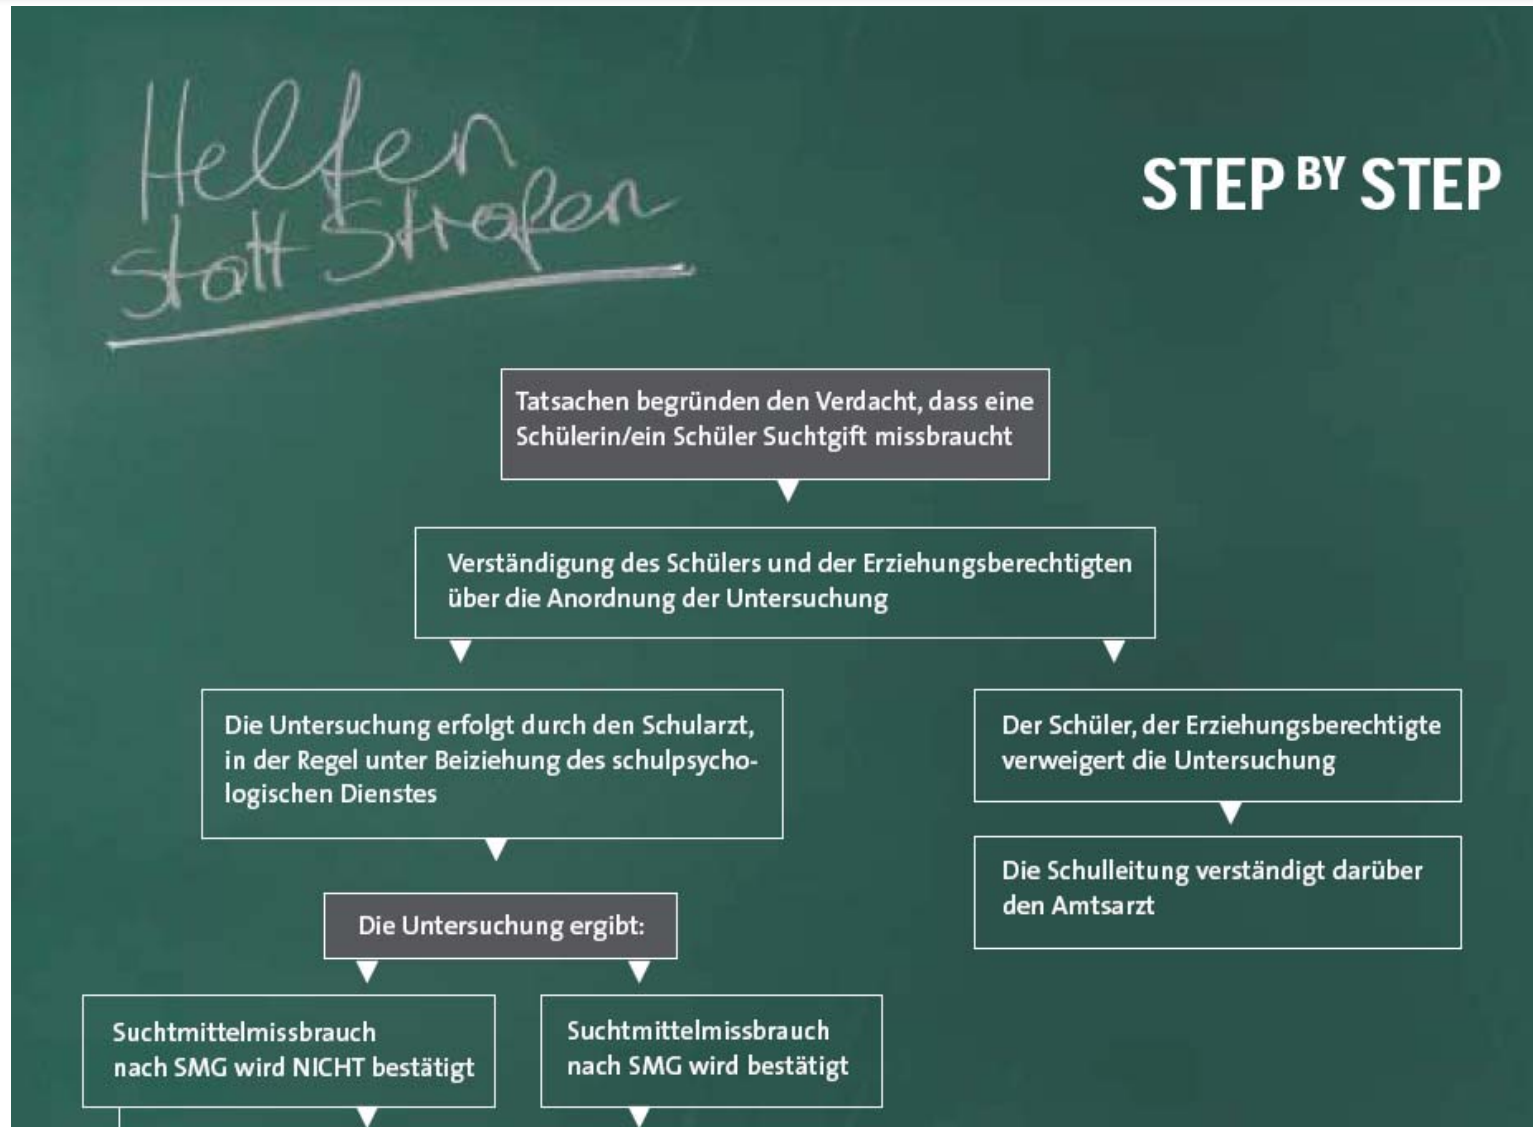 Helfen
statt Strafen
STEP BY STEP
Tatsachen begründen den Verdacht, dass eine
Schülerin/ein Schüler Suchtgift missbraucht
Verständigung des Schülers und der Erziehungsberechtigten
über die Anordnung der Untersuchung
Die Untersuchung erfolgt durch den Schularzt,
in der Regel unter Beiziehung des schulpsycho-
logischen Dienstes
Der Schüler, der Erziehungsberechtigte
verweigert die Untersuchung
Die Schulleitung verständigt darüber
den Amtsarzt
Die Untersuchung ergibt:
Suchtmittelmissbrauch
nach SMG wird NICHT bestätigt
Suchtmittelmissbrauch
nach SMG wird bestätigt